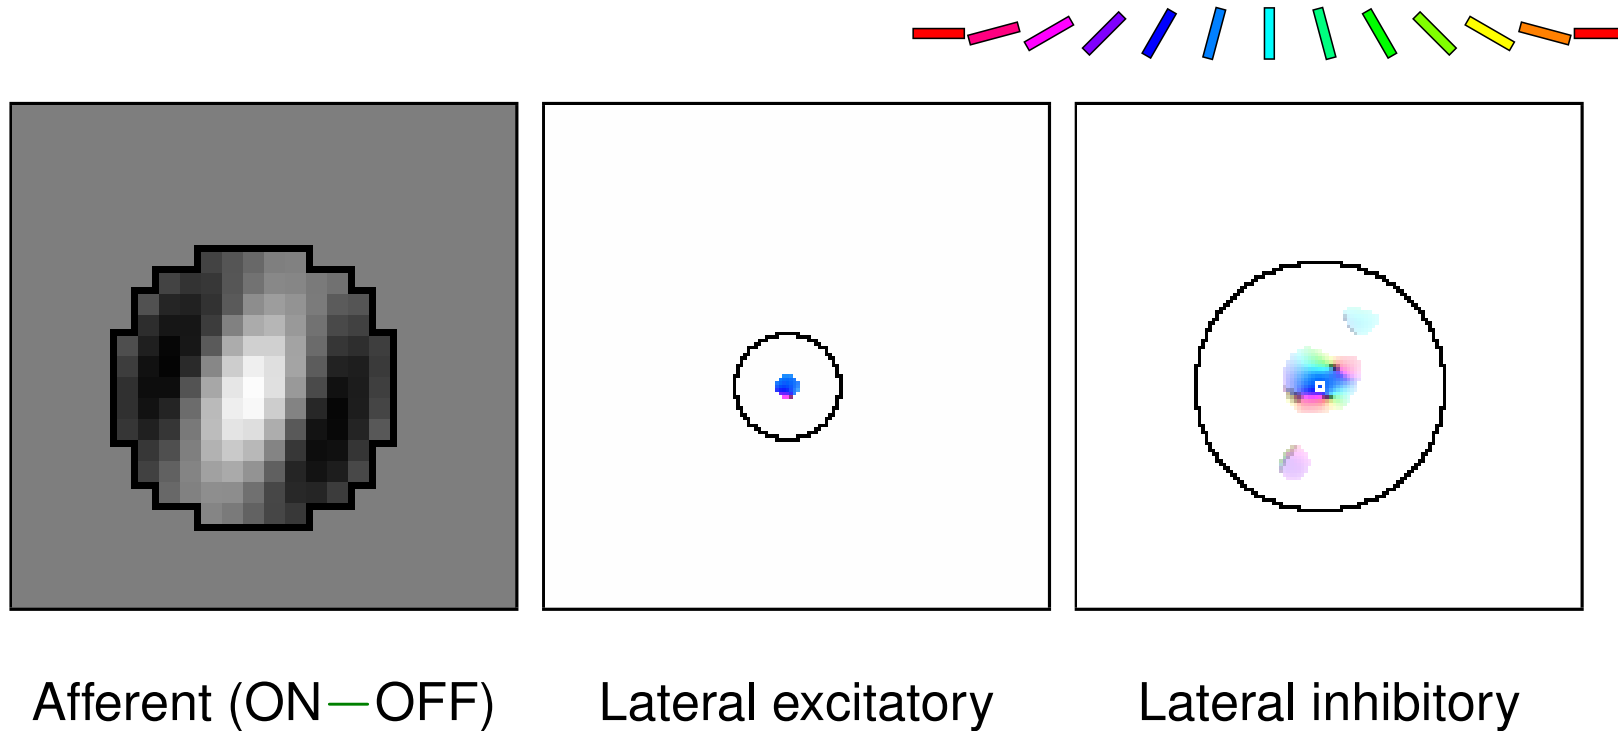 Afferent (ON—OFF)
Lateral excitatory
Lateral inhibitory